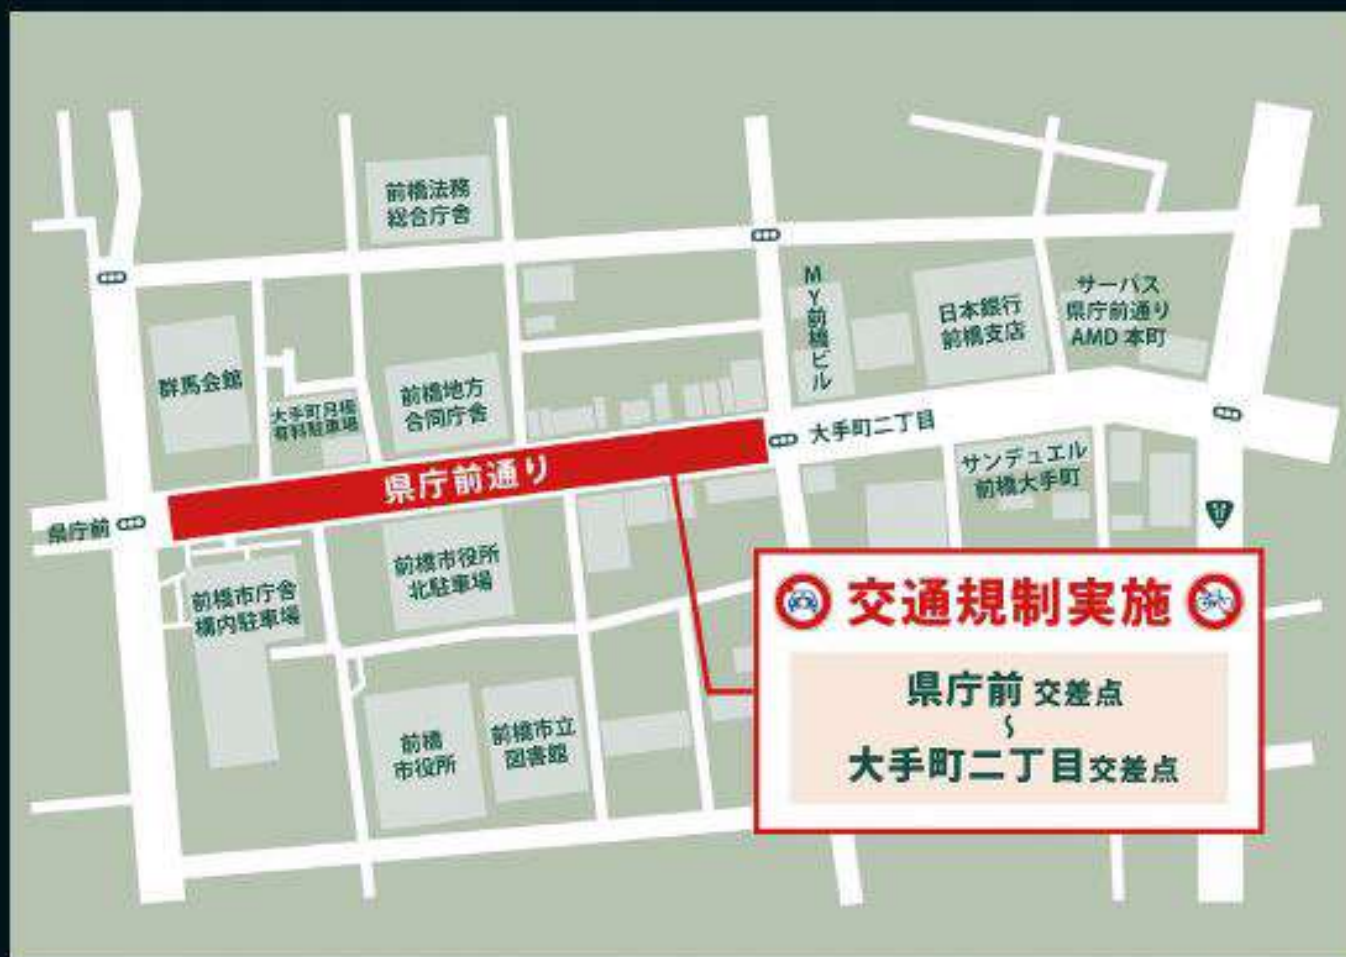 前橋法務
総合庁舎
群馬会館
大手町月極
有料駐車場
前橋地方
合同庁舎
MY前橋ビル
日本銀行
前橋支店
サーパス
県庁前通り
AMD 本町
県庁前
県庁前通り
大手町二丁目
サンデュエル
前橋大手町
前橋市庁舎
構内駐車場
前橋市役所
北駐車場
前橋
市役所
前橋市立
図書館
交通規制実施
県庁前 交差点
〜
大手町二丁目交差点